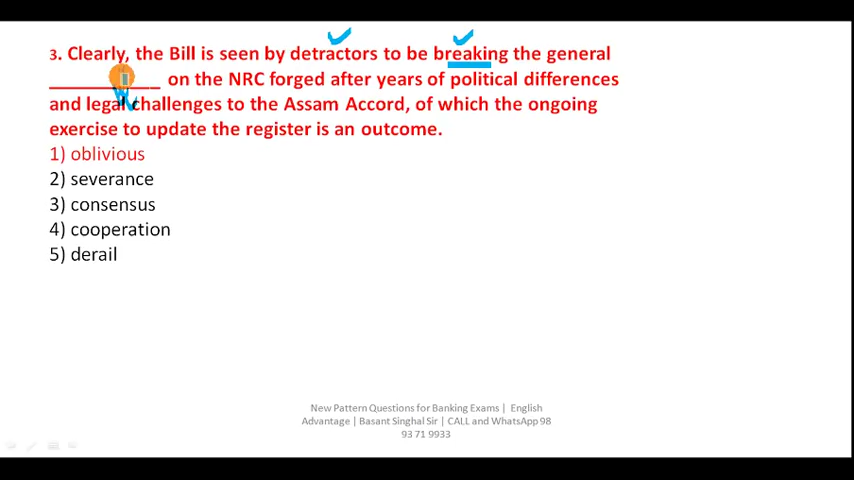 3. Clearly, the Bill is seen by detractors to be breaking the general
____________ on the NRC forged after years of political differences
and legal challenges to the Assam Accord, of which the ongoing
exercise to update the register is an outcome.
1) oblivious
2) severance
3) consensus
4) cooperation
5) derail
New Pattern Questions for Banking Exams | English
Advantage | Basant Singhal Sir | CALL and WhatsApp 98
93 71 9933